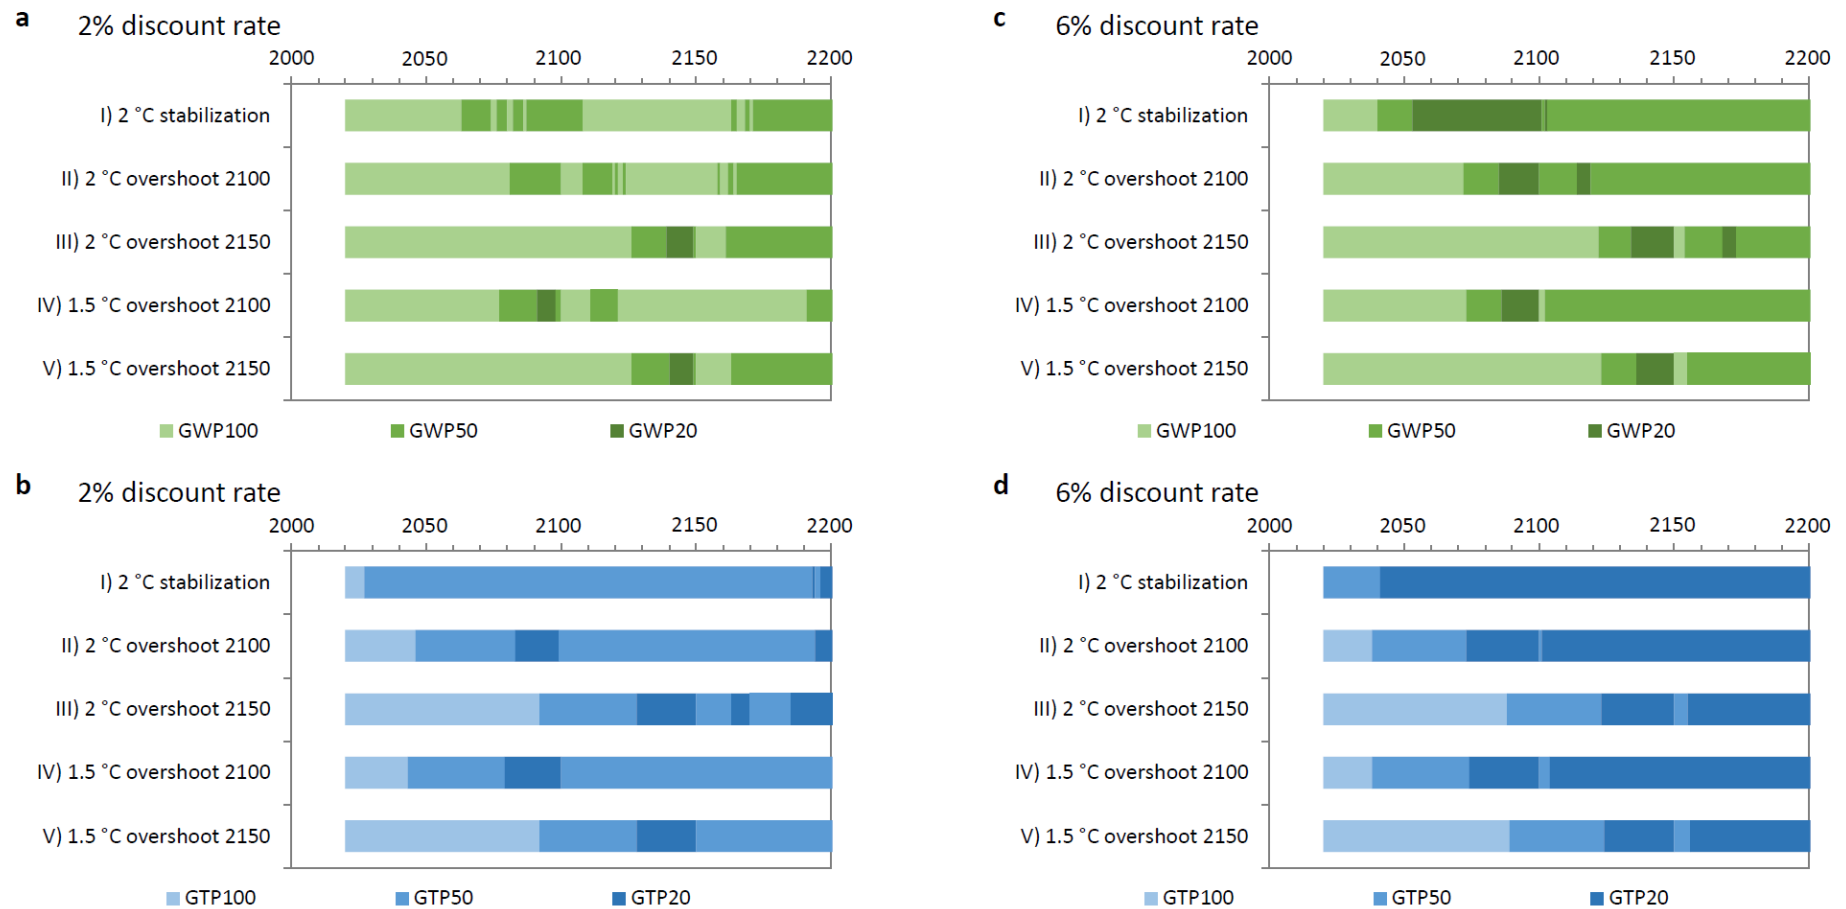 a 2% discount rate
2000 2050 2100 2150 2200
I) 2 °C stabilization
II) 2 °C overshoot 2100
III) 2 °C overshoot 2150
IV) 1.5 °C overshoot 2100
V) 1.5 °C overshoot 2150
GWP100 GWP50 GWP20
b 2% discount rate
2000 2050 2100 2150 2200
I) 2 °C stabilization
II) 2 °C overshoot 2100
III) 2 °C overshoot 2150
IV) 1.5 °C overshoot 2100
V) 1.5 °C overshoot 2150
GTP100 GTP50 GTP20
c 6% discount rate
2000 2050 2100 2150 2200
I) 2 °C stabilization
II) 2 °C overshoot 2100
III) 2 °C overshoot 2150
IV) 1.5 °C overshoot 2100
V) 1.5 °C overshoot 2150
GWP100 GWP50 GWP20
d 6% discount rate
2000 2050 2100 2150 2200
I) 2 °C stabilization
II) 2 °C overshoot 2100
III) 2 °C overshoot 2150
IV) 1.5 °C overshoot 2100
V) 1.5 °C overshoot 2150
GTP100 GTP50 GTP20